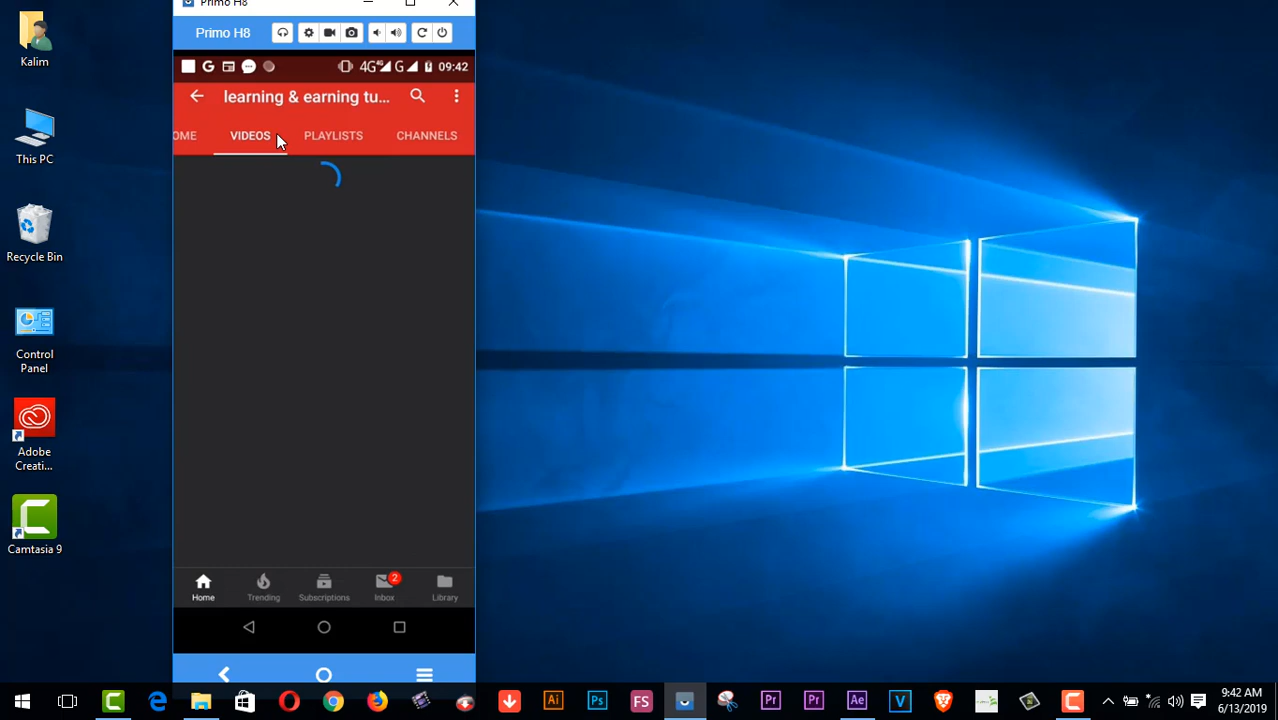 Primo H8
Primo H8
4G 4G G 09:42
learning & earning tu...
OME VIDEOS PLAYLISTS CHANNELS
2
Home Trending Subscriptions Inbox Library
Kalim
This PC
Recycle Bin
Control
Panel
Adobe
Creati...
Camtasia 9
Ai Ps FS Pr Pr Ae V
9:42 AM
6/13/2019